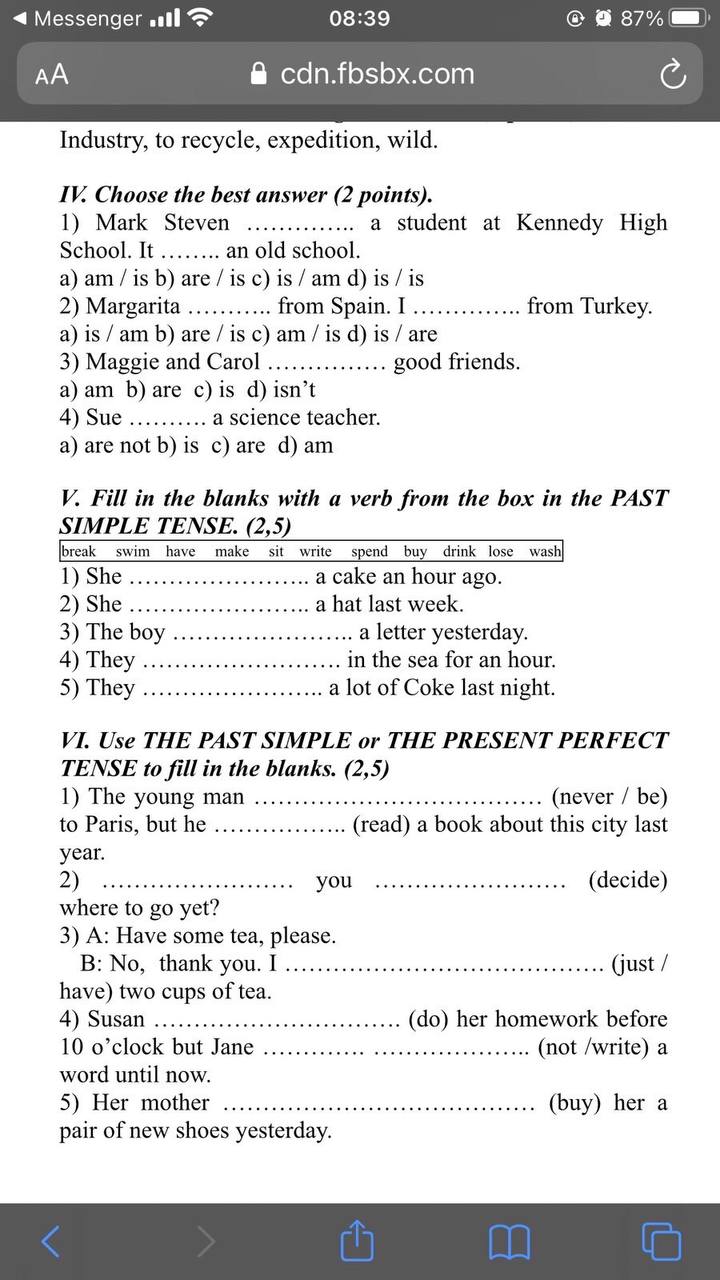 Messenger
08:39
87%
AA
cdn.fbsbx.com
Industry, to recycle, expedition, wild.
IV. Choose the best answer (2 points).
1) Mark Steven ………….. a student at Kennedy High
School. It …….. an old school.
a) am / is b) are / is c) is / am d) is / is
2) Margarita ……….. from Spain. I ………….. from Turkey.
a) is / am b) are / is c) am / is d) is / are
3) Maggie and Carol …………… good friends.
a) am b) are c) is d) isn’t
4) Sue ………. a science teacher.
a) are not b) is c) are d) am
V. Fill in the blanks with a verb from the box in the PAST
SIMPLE TENSE. (2,5)
break swim have make sit write spend buy drink lose wash
1) She ………………….. a cake an hour ago.
2) She ………………….. a hat last week.
3) The boy ………………….. a letter yesterday.
4) They ……………………. in the sea for an hour.
5) They ………………….. a lot of Coke last night.
VI. Use THE PAST SIMPLE or THE PRESENT PERFECT
TENSE to fill in the blanks. (2,5)
1) The young man ……………………………… (never / be)
to Paris, but he …………….. (read) a book about this city last
year.
2) …………………… you …………………… (decide)
where to go yet?
3) A: Have some tea, please.
B: No, thank you. I ………………………………….. (just /
have) two cups of tea.
4) Susan …………………………. (do) her homework before
10 o’clock but Jane …………. ……………….. (not /write) a
word until now.
5) Her mother ………………………………… (buy) her a
pair of new shoes yesterday.